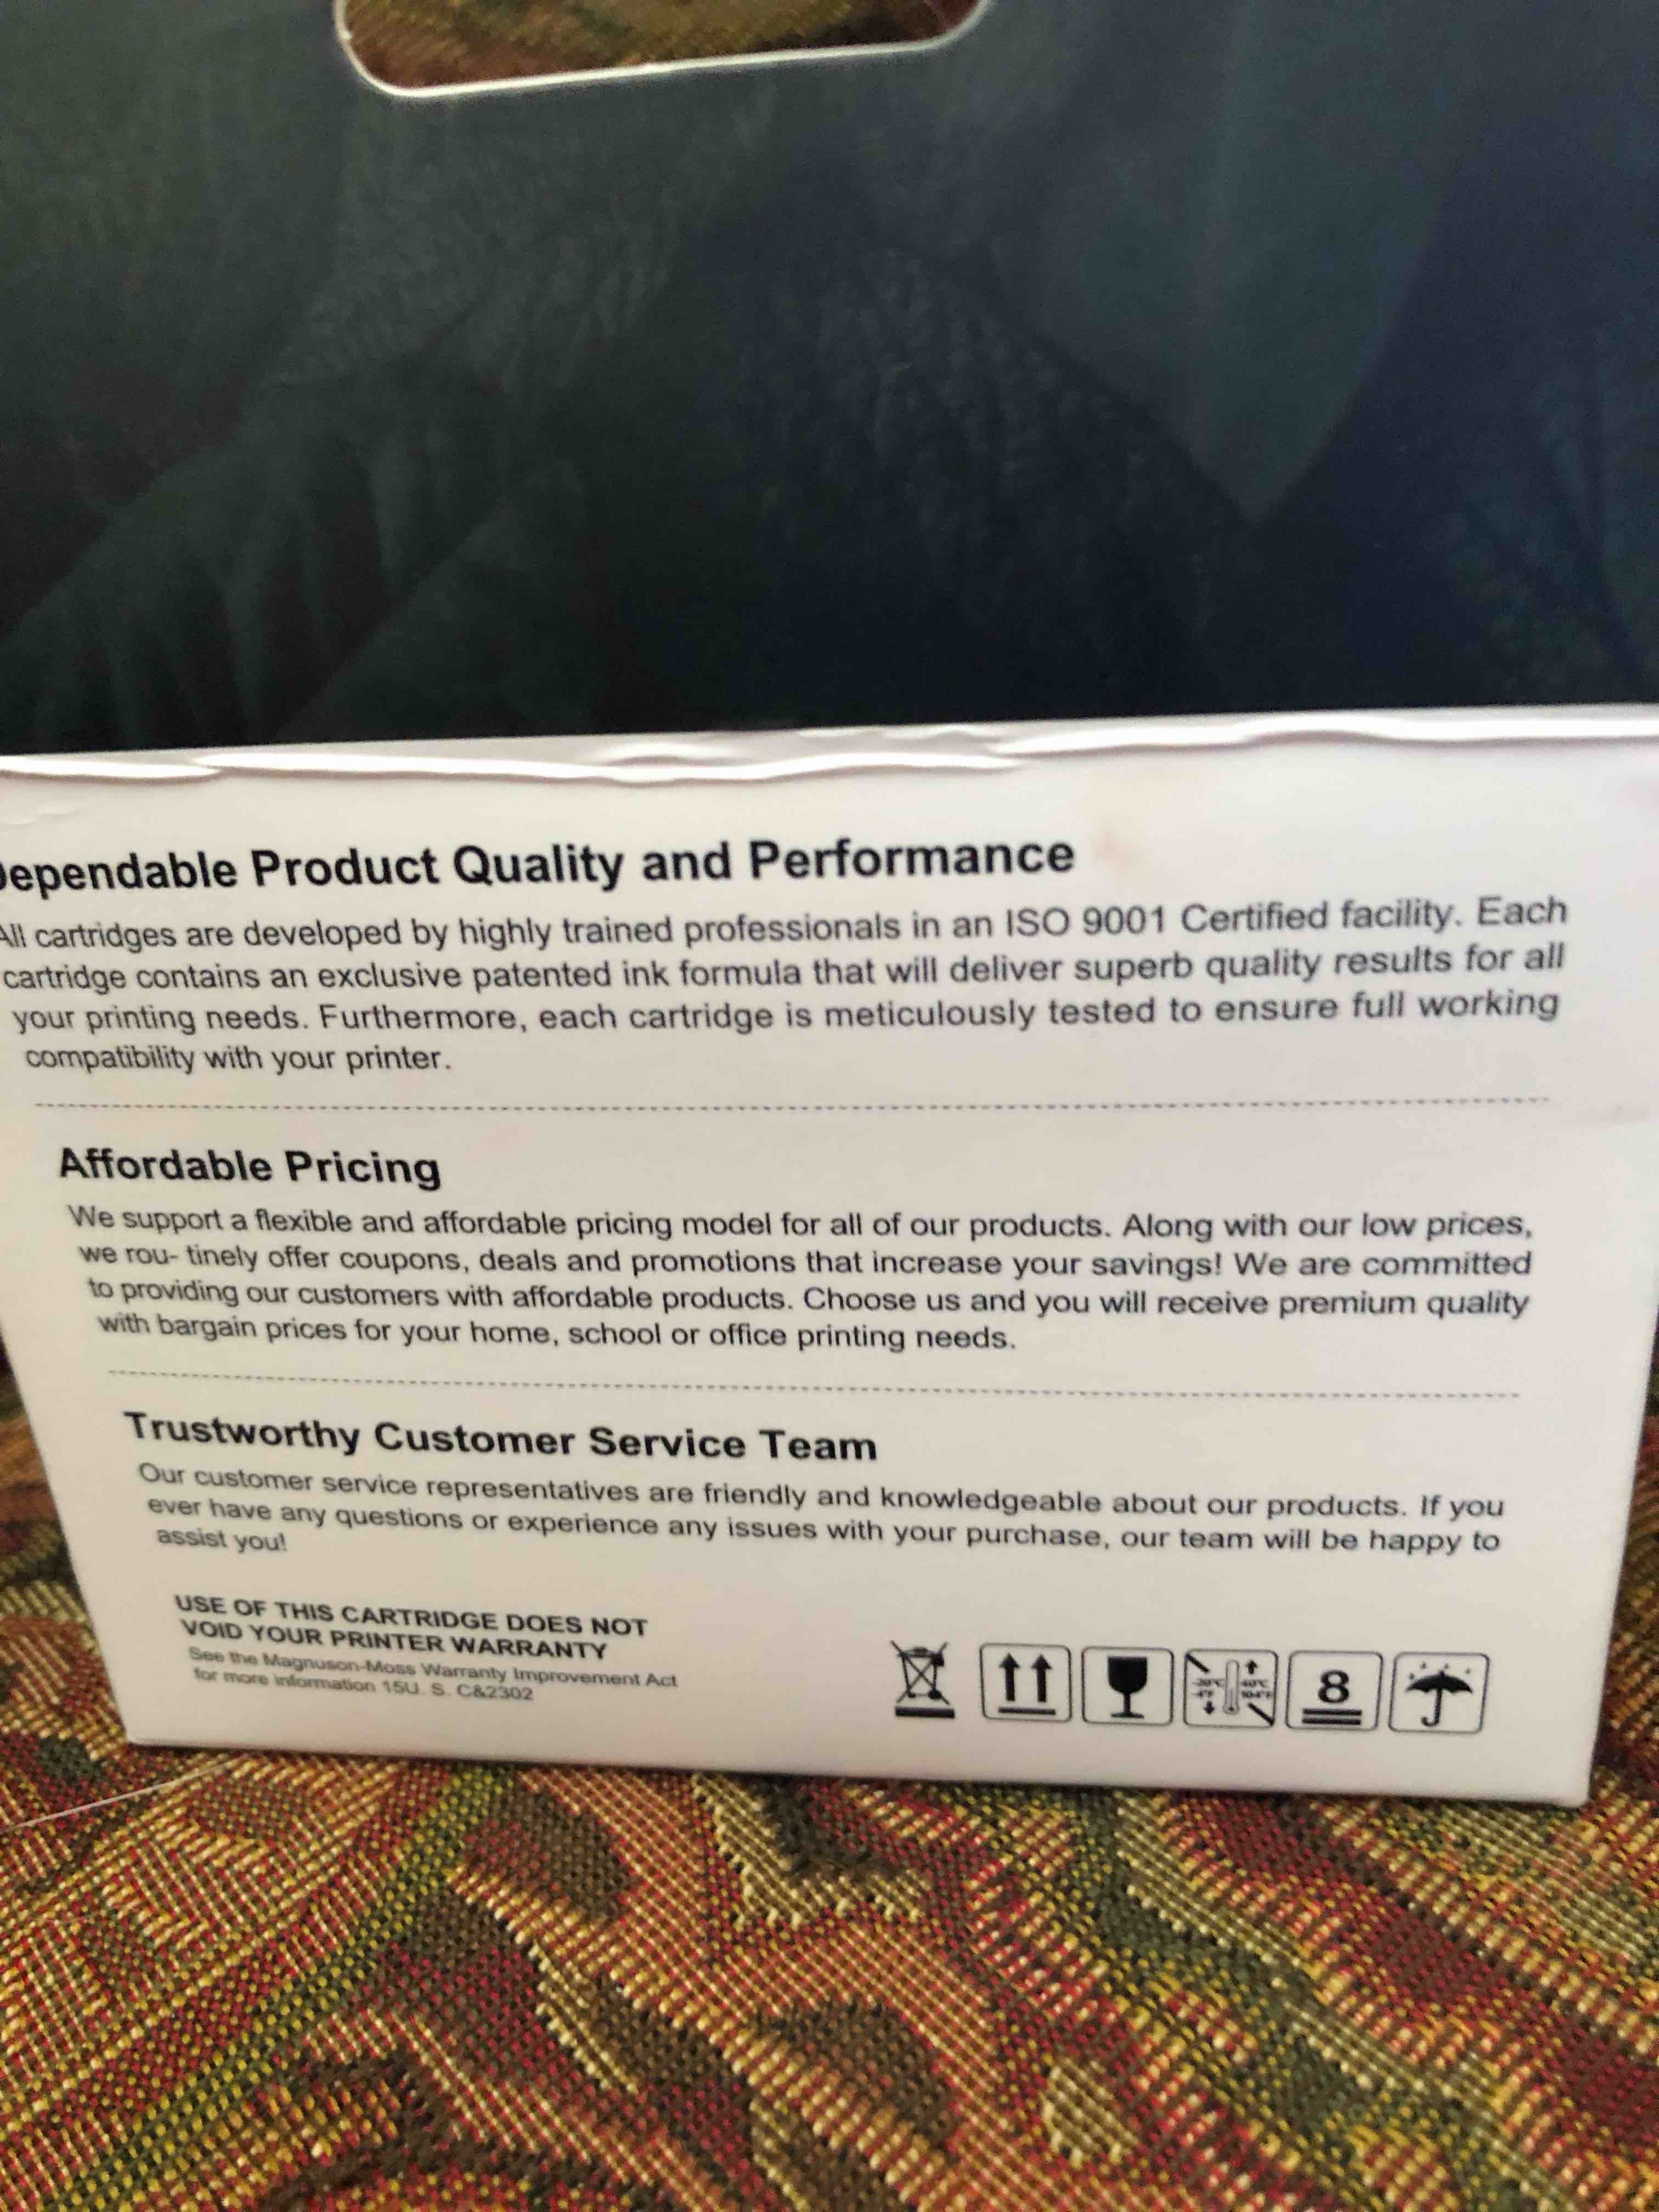 Dependable Product Quality and Performance
All cartridges are developed by highly trained professionals in an ISO 9001 Certified facility. Each
cartridge contains an exclusive patented ink formula that will deliver superb quality results for all
your printing needs. Furthermore, each cartridge is meticulously tested to ensure full working
compatibility with your printer.
Affordable Pricing
We support a flexible and affordable pricing model for all of our products. Along with our low prices,
we rou- tinely offer coupons, deals and promotions that increase your savings! We are committed
to providing our customers with affordable products. Choose us and you will receive premium quality
with bargain prices for your home, school or office printing needs.
Trustworthy Customer Service Team
Our customer service representatives are friendly and knowledgeable about our products. If you
ever have any questions or experience any issues with your purchase, our team will be happy to
assist you!
USE OF THIS CARTRIDGE DOES NOT
VOID YOUR PRINTER WARRANTY
See the Magnuson-Moss Warranty Improvement Act
for more information 15U. S. C&2302
8